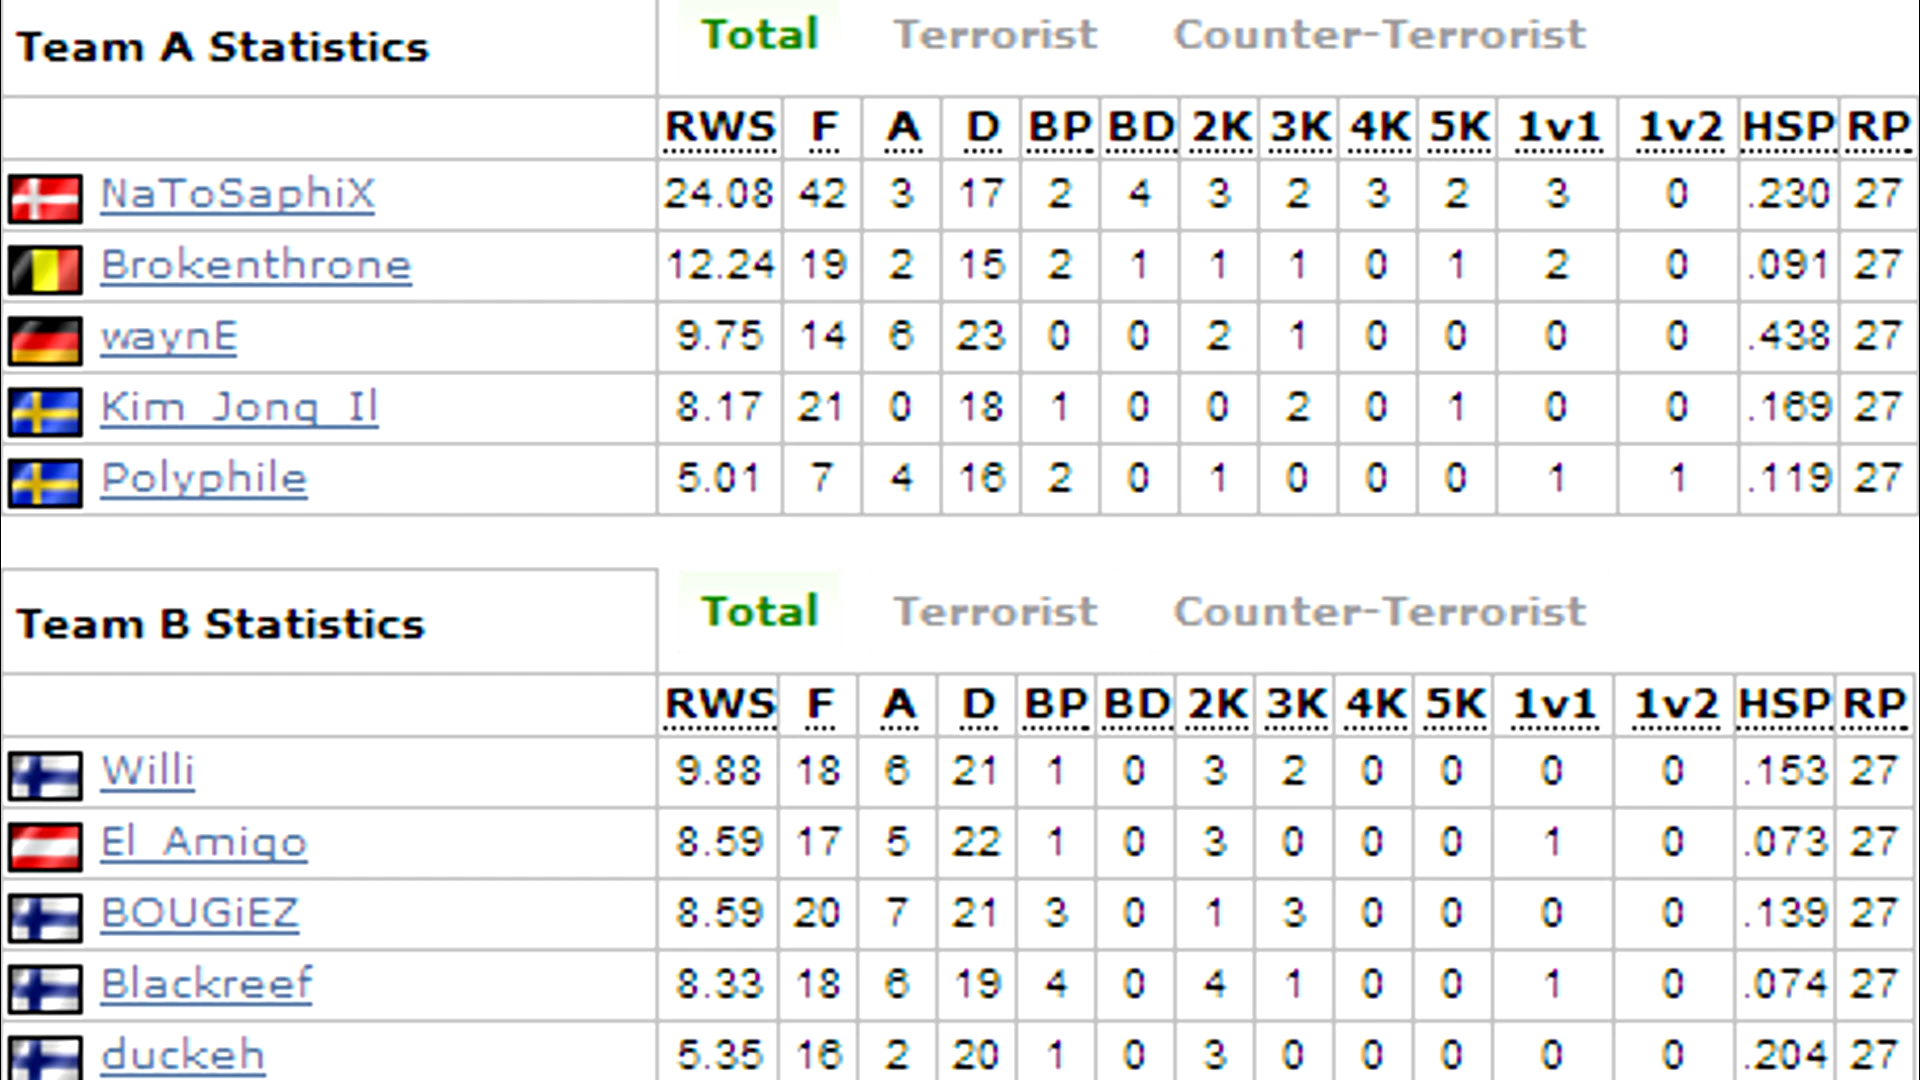 Team A Statistics Total Terrorist Counter-Terrorist
RWS F A D BP BD 2K 3K 4K 5K 1v1 1v2 HSP RP
NaToSaphiX 24.08 42 3 17 2 4 3 2 3 2 3 0 .230 27
Brokenthrone 12.24 19 2 15 2 1 1 1 0 1 2 0 .091 27
waynE 9.75 14 6 23 0 0 2 1 0 0 0 0 .438 27
Kim Jong Il 8.17 21 0 18 1 0 0 2 0 1 0 0 .169 27
Polyphile 5.01 7 4 16 2 0 1 0 0 0 1 1 .119 27
Team B Statistics Total Terrorist Counter-Terrorist
RWS F A D BP BD 2K 3K 4K 5K 1v1 1v2 HSP RP
Willi 9.88 18 6 21 1 0 3 2 0 0 0 0 .153 27
El Amigo 8.59 17 5 22 1 0 3 0 0 0 1 0 .073 27
BOUGiEZ 8.59 20 7 21 3 0 1 3 0 0 0 0 .139 27
Blackreef 8.33 18 6 19 4 0 4 1 0 0 1 0 .074 27
duckeh 5.35 16 2 20 1 0 3 0 0 0 0 0 .204 27